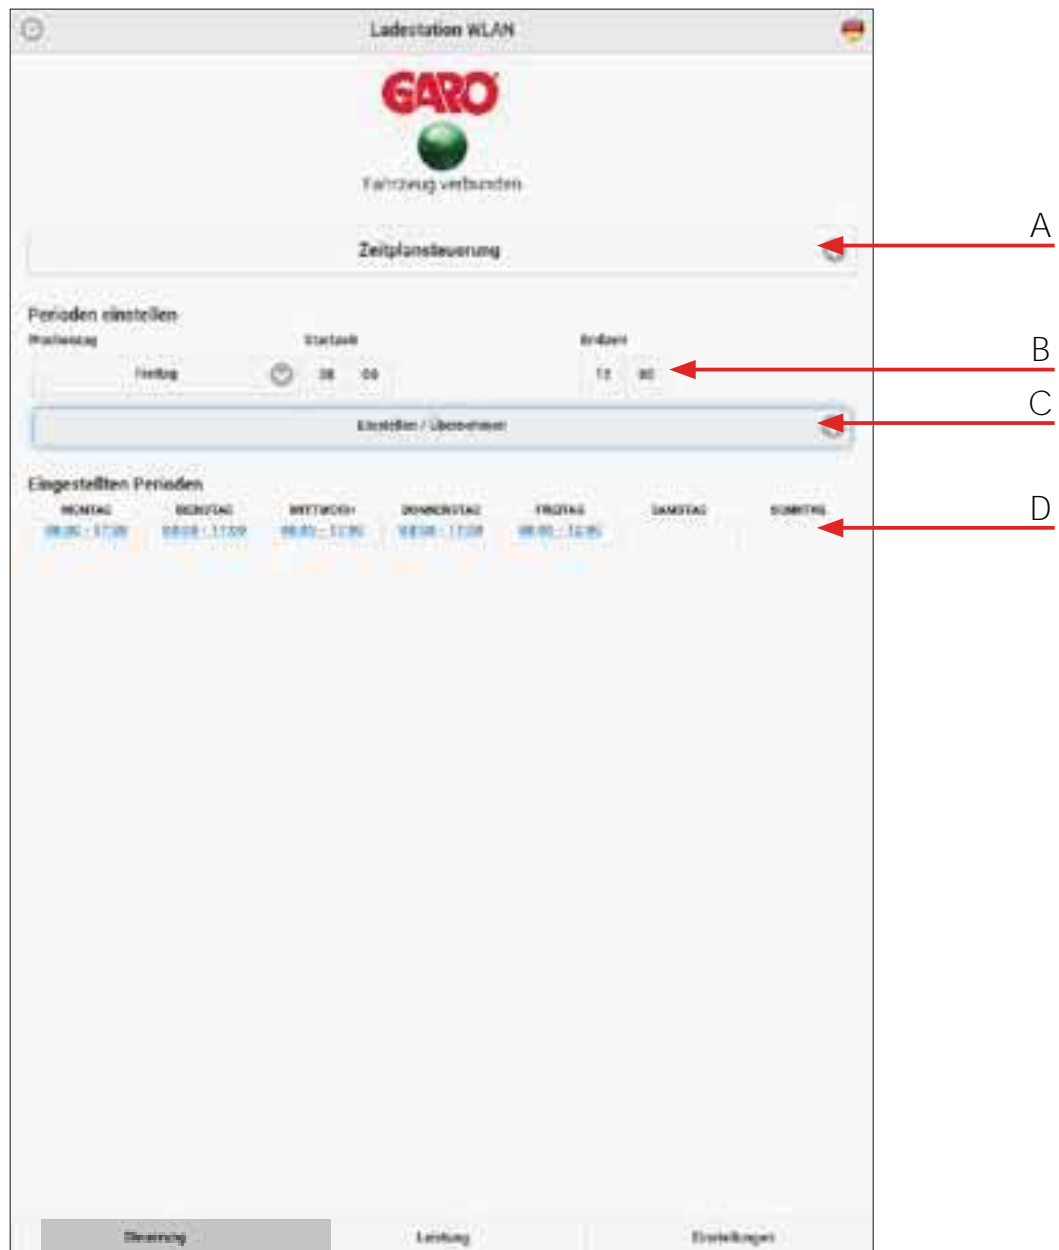 Ladestation WLAN
GARO
Fahrzeug verbunden
A
Zeitplansteuerung
Perioden einstellen
Wochentag Startzeit Endzeit
B
Freitag 08 00 12 00
C
Einstellen / Übernehmen
Eingestellten Perioden
MONTAG DIENSTAG MITTWOCH DONNERSTAG FREITAG SAMSTAG SONNTAG
D
Steuerung Leistung Einstellungen